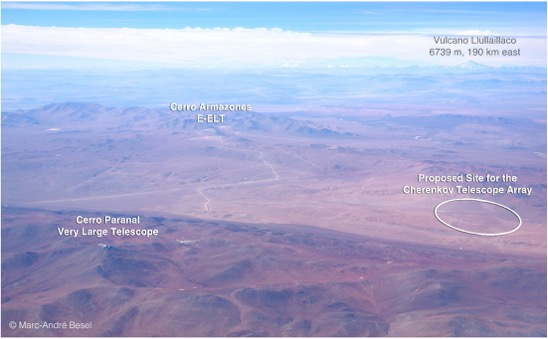 Vulcano Llullaillaco
6739 m, 190 km east
Cerro Armazones
E-ELT
Proposed Site for the
Cherenkov Telescope Array
Cerro Paranal
Very Large Telescope
© Marc-André Besel